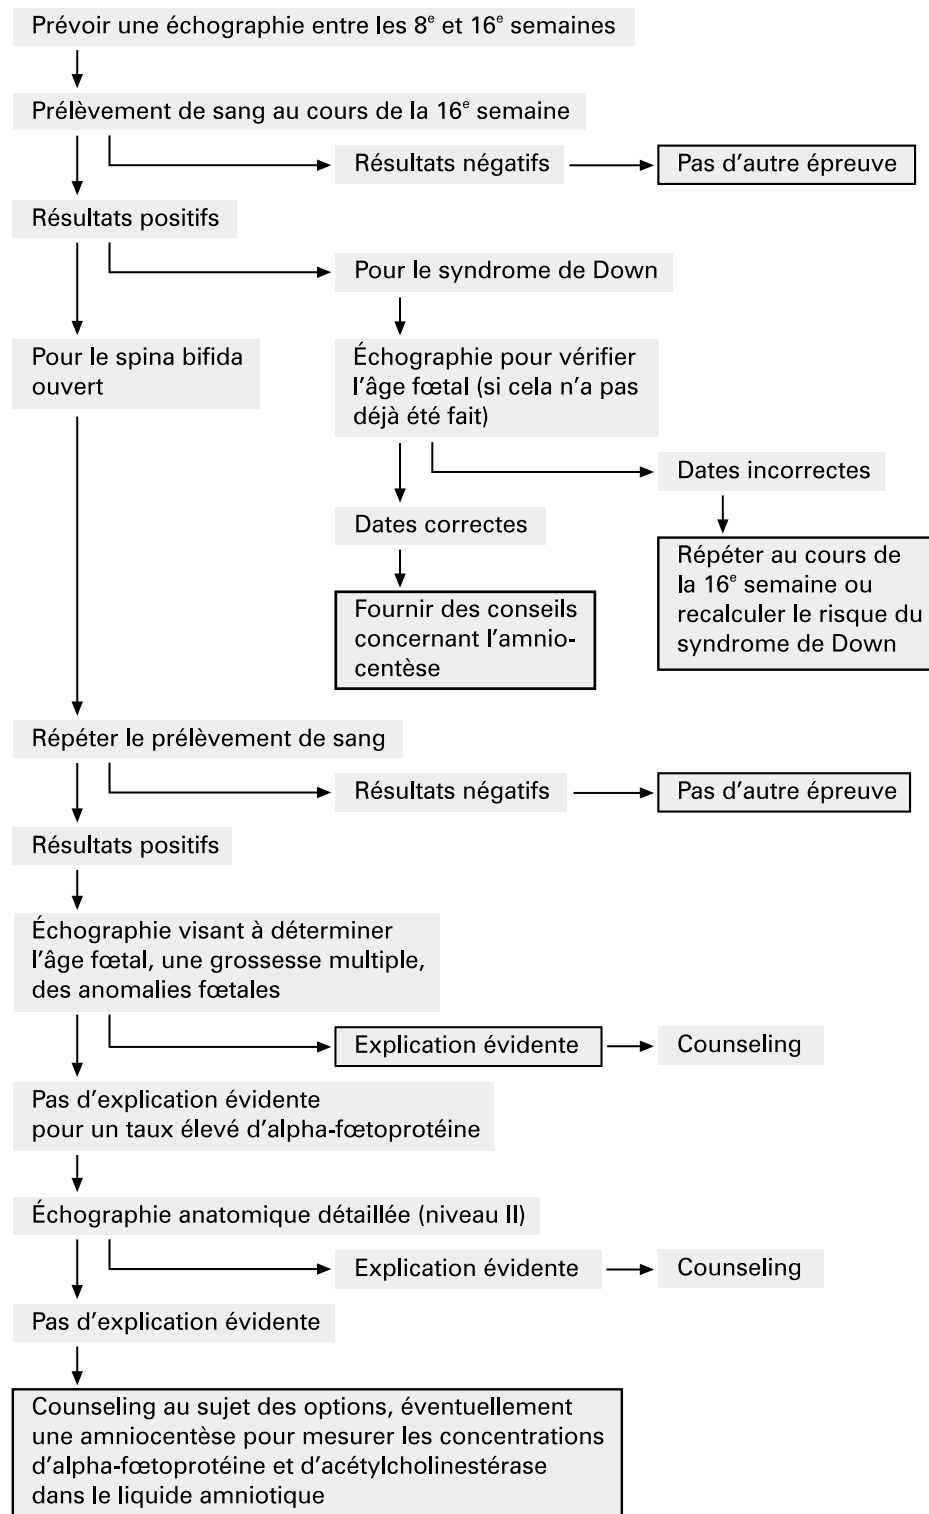 Prévoir une échographie entre les 8e et 16e semaines
Prélèvement de sang au cours de la 16e semaine
Résultats négatifs
Pas d'autre épreuve
Résultats positifs
Pour le syndrome de Down
Pour le spina bifida
ouvert
Échographie pour vérifier
l'âge fœtal (si cela n'a pas
déjà été fait)
Dates incorrectes
Dates correctes
Répéter au cours de
la 16e semaine ou
recalculer le risque du
syndrome de Down
Fournir des conseils
concernant l'amnio-
centèse
Répéter le prélèvement de sang
Résultats négatifs
Pas d'autre épreuve
Résultats positifs
Échographie visant à déterminer
l'âge fœtal, une grossesse multiple,
des anomalies fœtales
Explication évidente
Counseling
Pas d'explication évidente
pour un taux élevé d'alpha-fœtoprotéine
Échographie anatomique détaillée (niveau II)
Explication évidente
Counseling
Pas d'explication évidente
Counseling au sujet des options, éventuellement
une amniocentèse pour mesurer les concentrations
d'alpha-fœtoprotéine et d'acétylcholinestérase
dans le liquide amniotique